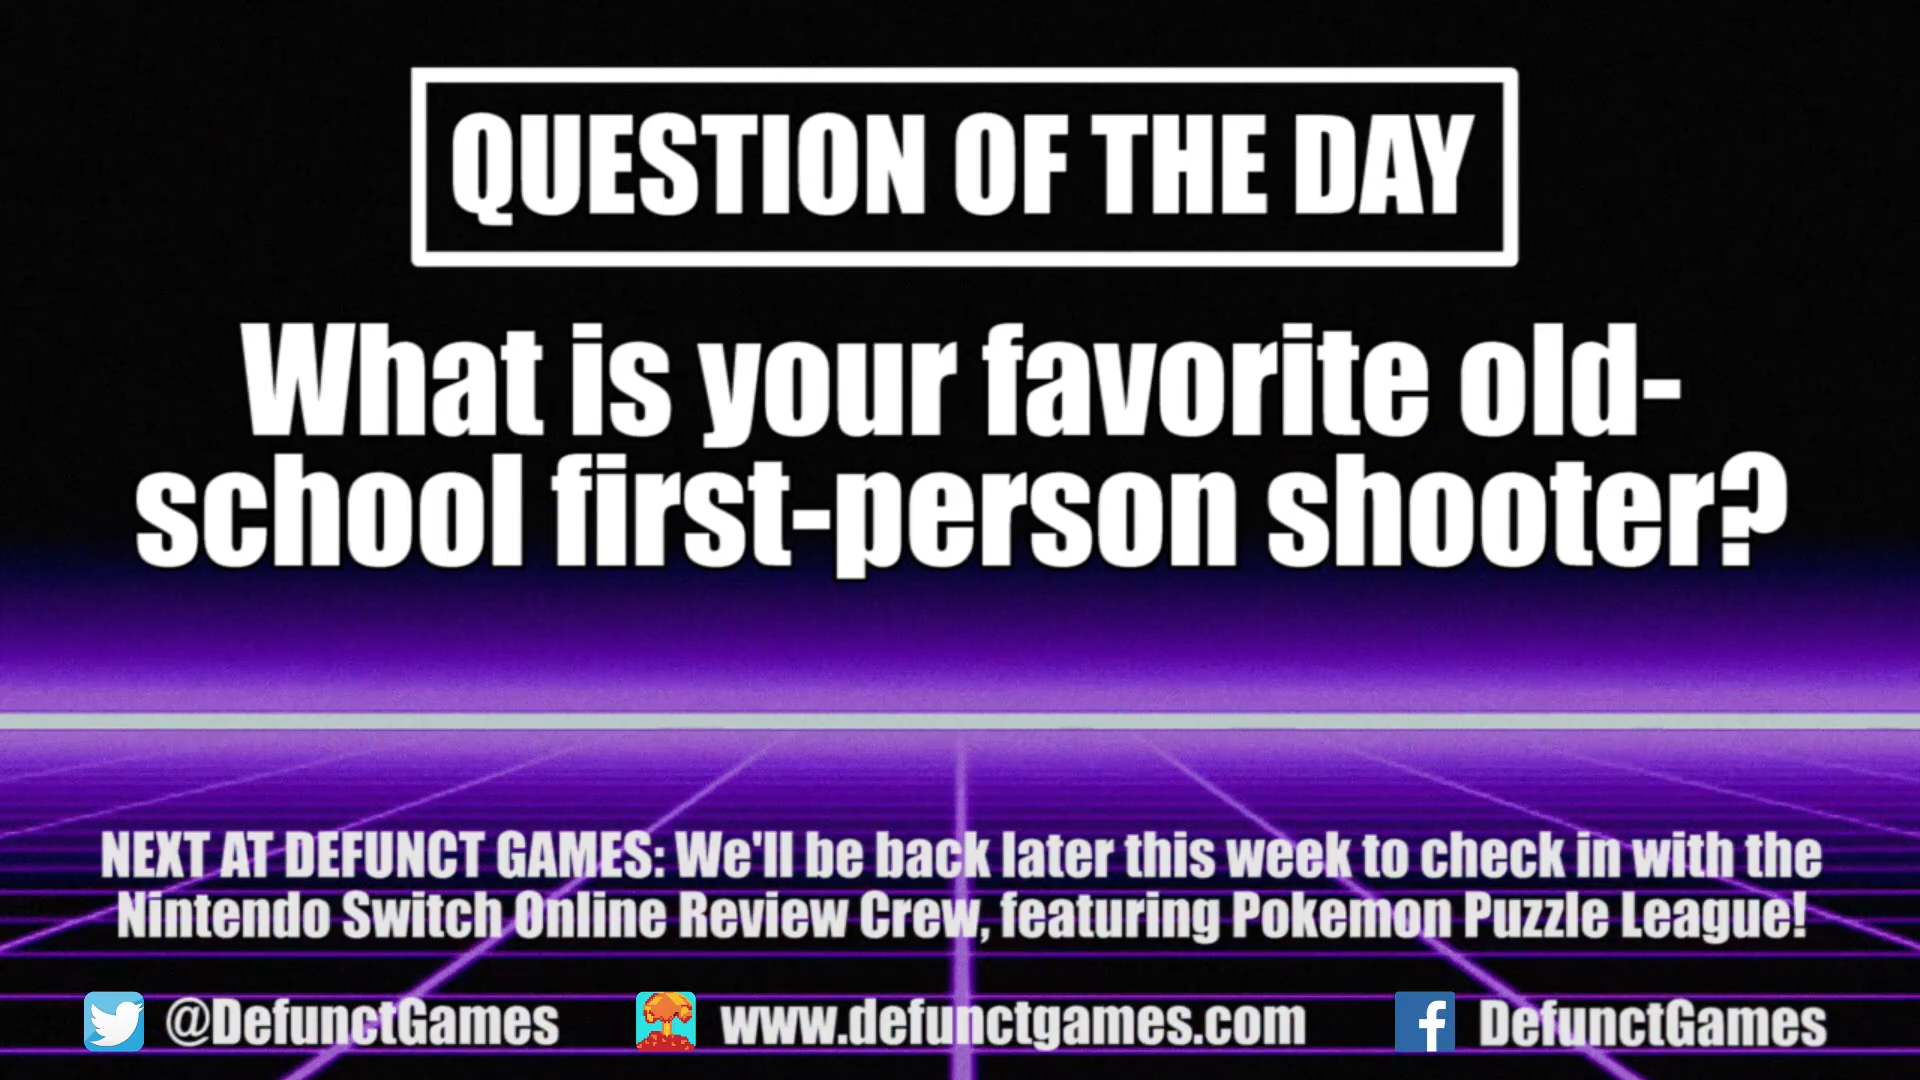 QUESTION OF THE DAY
What is your favorite old-
school first-person shooter?
NEXT AT DEFUNCT GAMES: We'll be back later this week to check in with the
Nintendo Switch Online Review Crew, featuring Pokemon Puzzle League!
@DefunctGames www.defunctgames.com DefunctGames